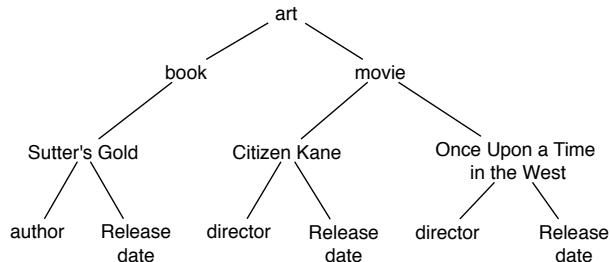 art
book
movie
Sutter's Gold
Citizen Kane
Once Upon a Time
in the West
author
Release
date
director
Release
date
director
Release
date